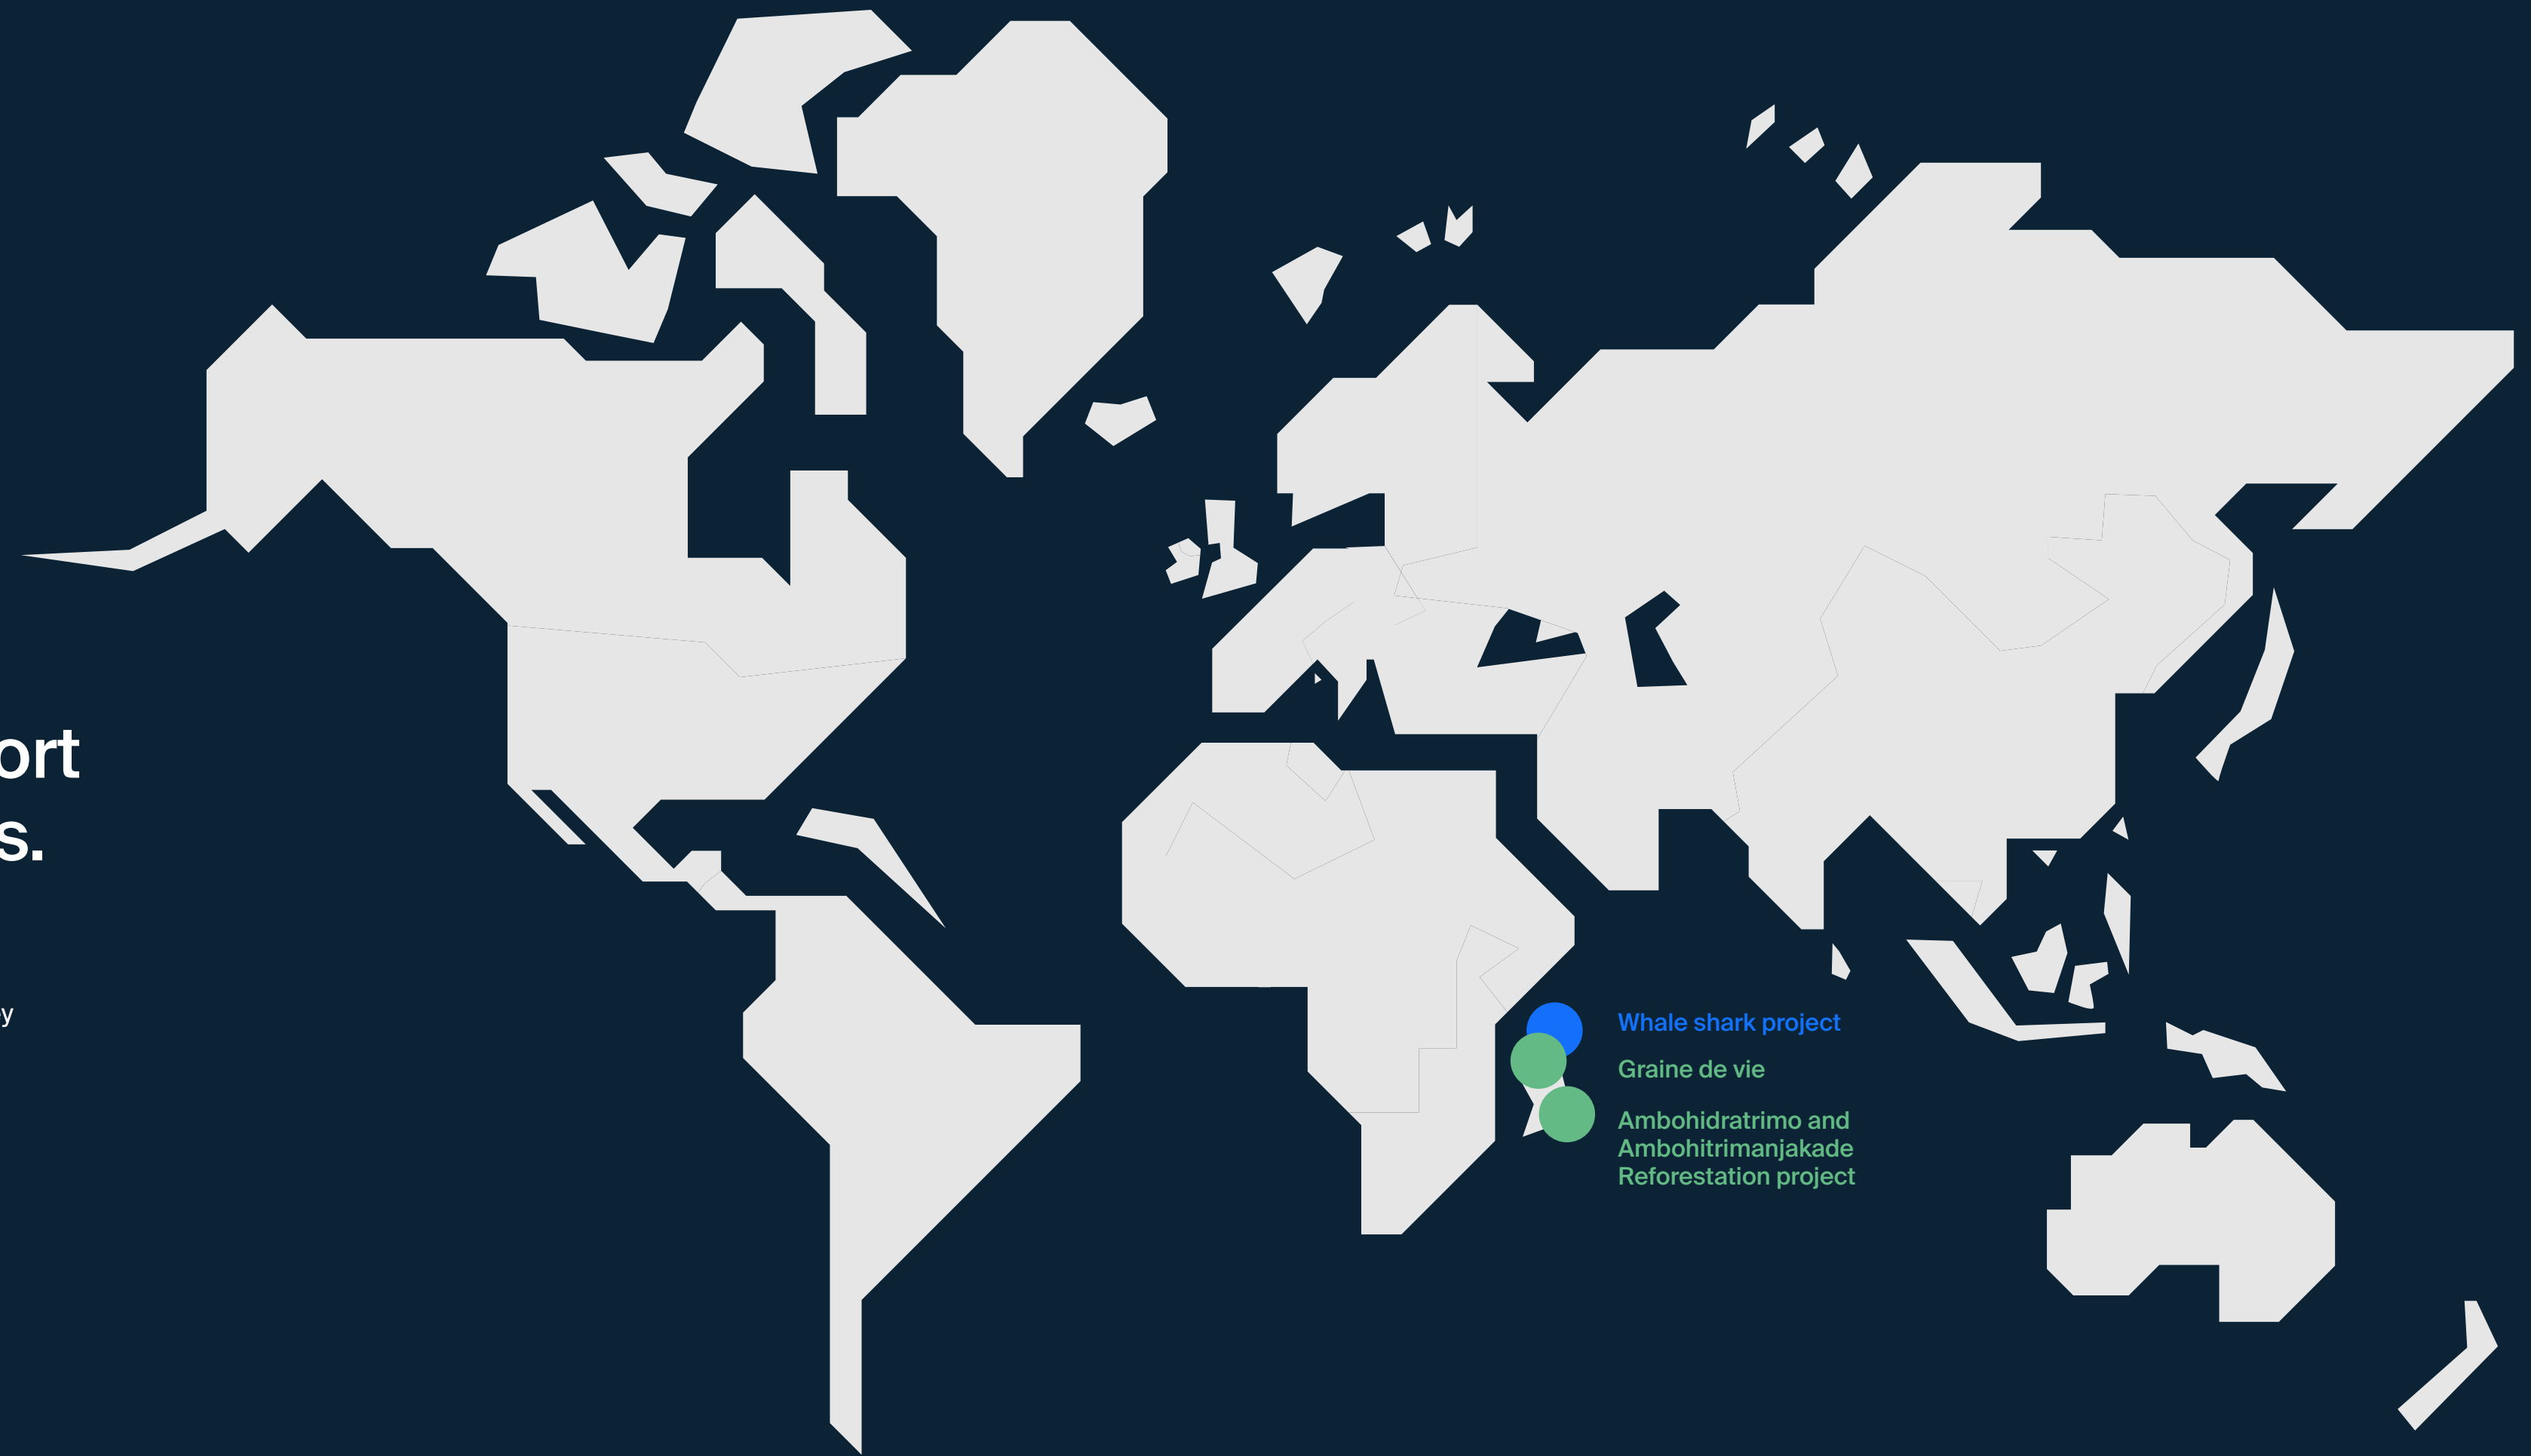 ort
s.
y
Whale shark project
Graine de vie
Ambohidratrimo and
Ambohitrimanjakade
Reforestation project